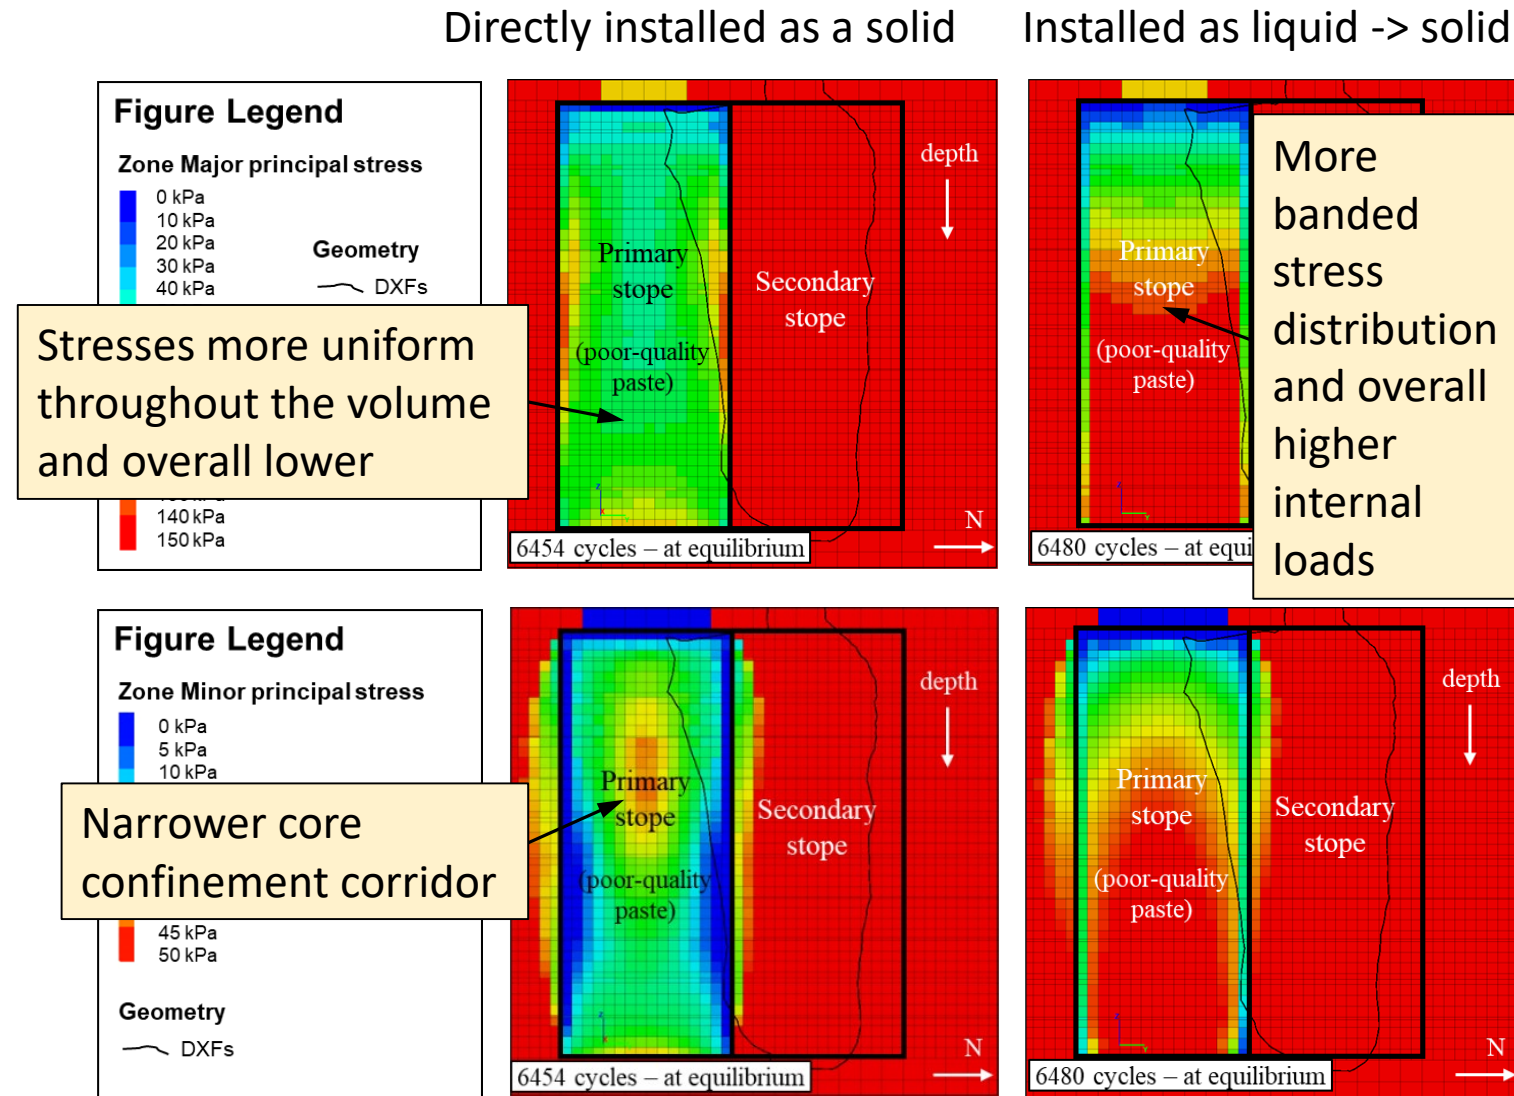 Directly installed as a solid
Installed as liquid -> solid
Figure Legend
Zone Major principal stress
0 kPa
10 kPa
20 kPa
30 kPa
40 kPa
Geometry
DXFs
140 kPa
150 kPa
Stresses more uniform
throughout the volume
and overall lower
Primary
stope
(poor-quality
paste)
Secondary
stope
depth
N
6454 cycles – at equilibrium
Primary
stope
(poor-quality
paste)
6480 cycles – at equi
More
banded
stress
distribution
and overall
higher
internal
loads
Figure Legend
Zone Minor principal stress
0 kPa
5 kPa
10 kPa
45 kPa
50 kPa
Geometry
DXFs
Narrower core
confinement corridor
Primary
stope
(poor-quality
paste)
Secondary
stope
depth
N
6454 cycles – at equilibrium
Primary
stope
(poor-quality
paste)
Secondary
stope
depth
N
6480 cycles – at equilibrium